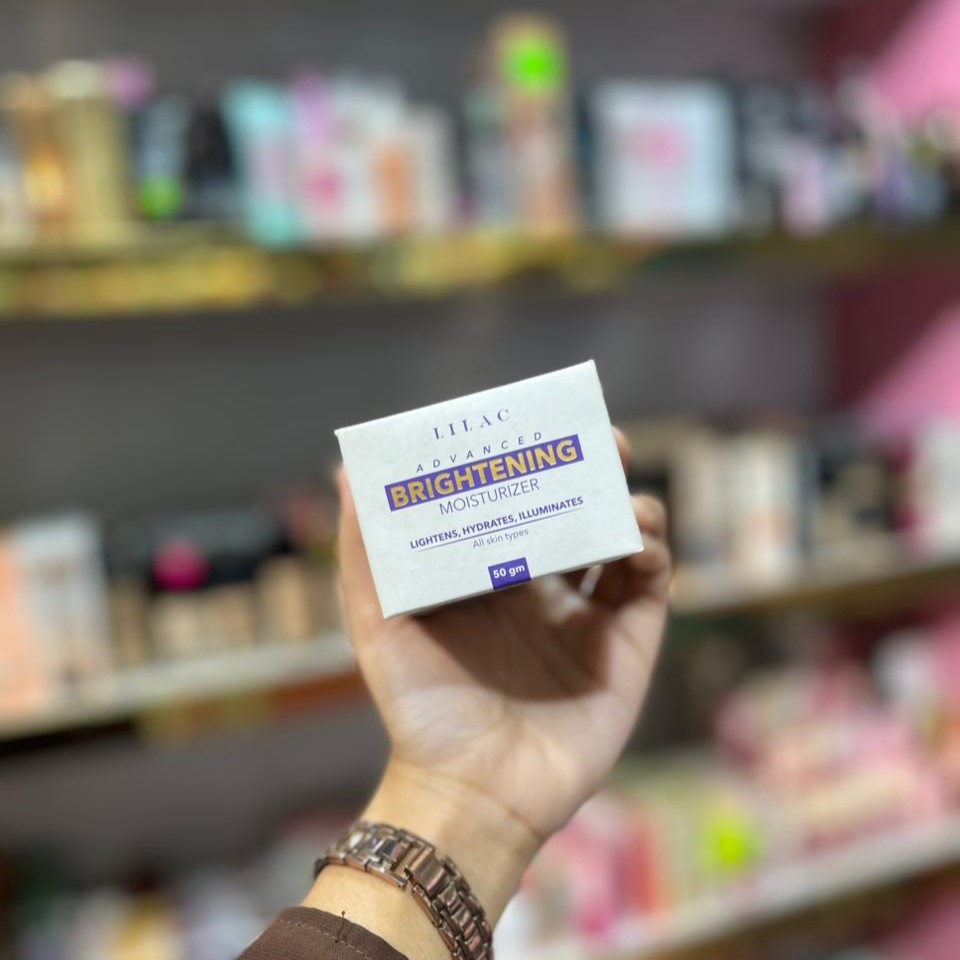 LILAC
ADVANCED
BRIGHTENING
MOISTURIZER
LIGHTENS, HYDRATES, ILLUMINATES
All skin types
50 gm